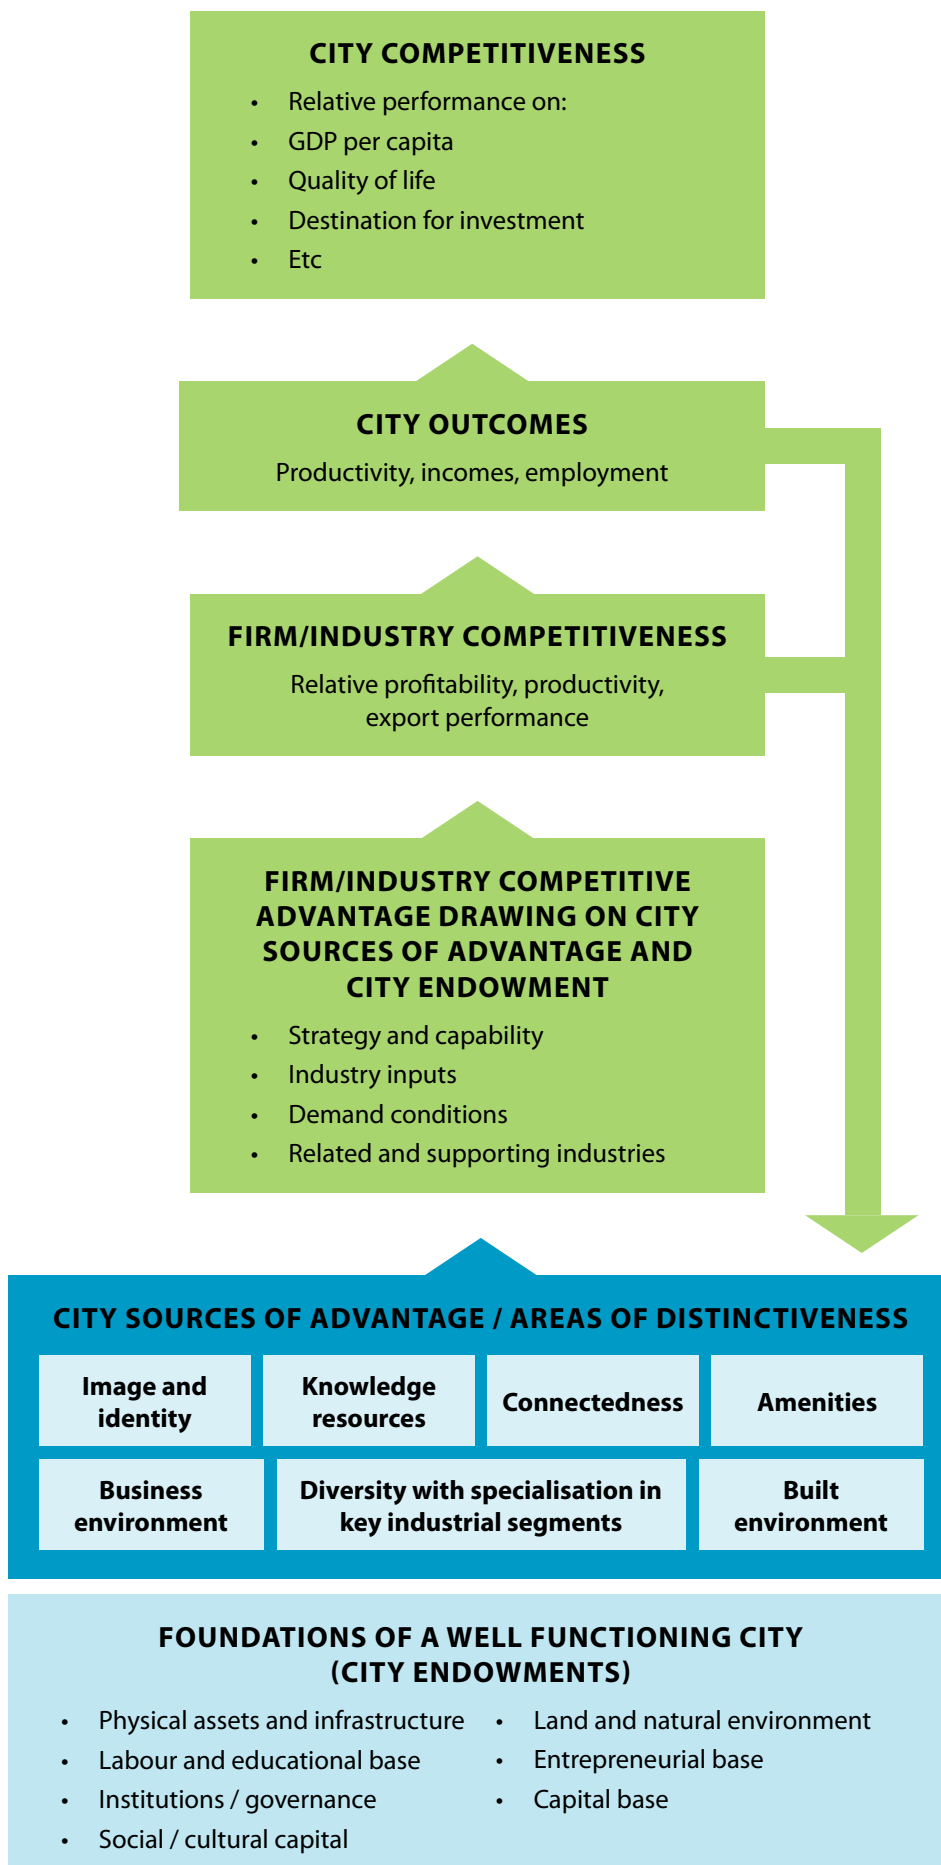 CITY COMPETITIVENESS
• Relative performance on:
• GDP per capita
• Quality of life
• Destination for investment
• Etc
CITY OUTCOMES
Productivity, incomes, employment
FIRM/INDUSTRY COMPETITIVENESS
Relative profitability, productivity,
export performance
FIRM/INDUSTRY COMPETITIVE
ADVANTAGE DRAWING ON CITY
SOURCES OF ADVANTAGE AND
CITY ENDOWMENT
• Strategy and capability
• Industry inputs
• Demand conditions
• Related and supporting industries
CITY SOURCES OF ADVANTAGE / AREAS OF DISTINCTIVENESS
Image and
identity
Knowledge
resources
Connectedness
Amenities
Business
environment
Diversity with specialisation in
key industrial segments
Built
environment
FOUNDATIONS OF A WELL FUNCTIONING CITY
(CITY ENDOWMENTS)
• Physical assets and infrastructure
• Labour and educational base
• Institutions / governance
• Social / cultural capital
• Land and natural environment
• Entrepreneurial base
• Capital base